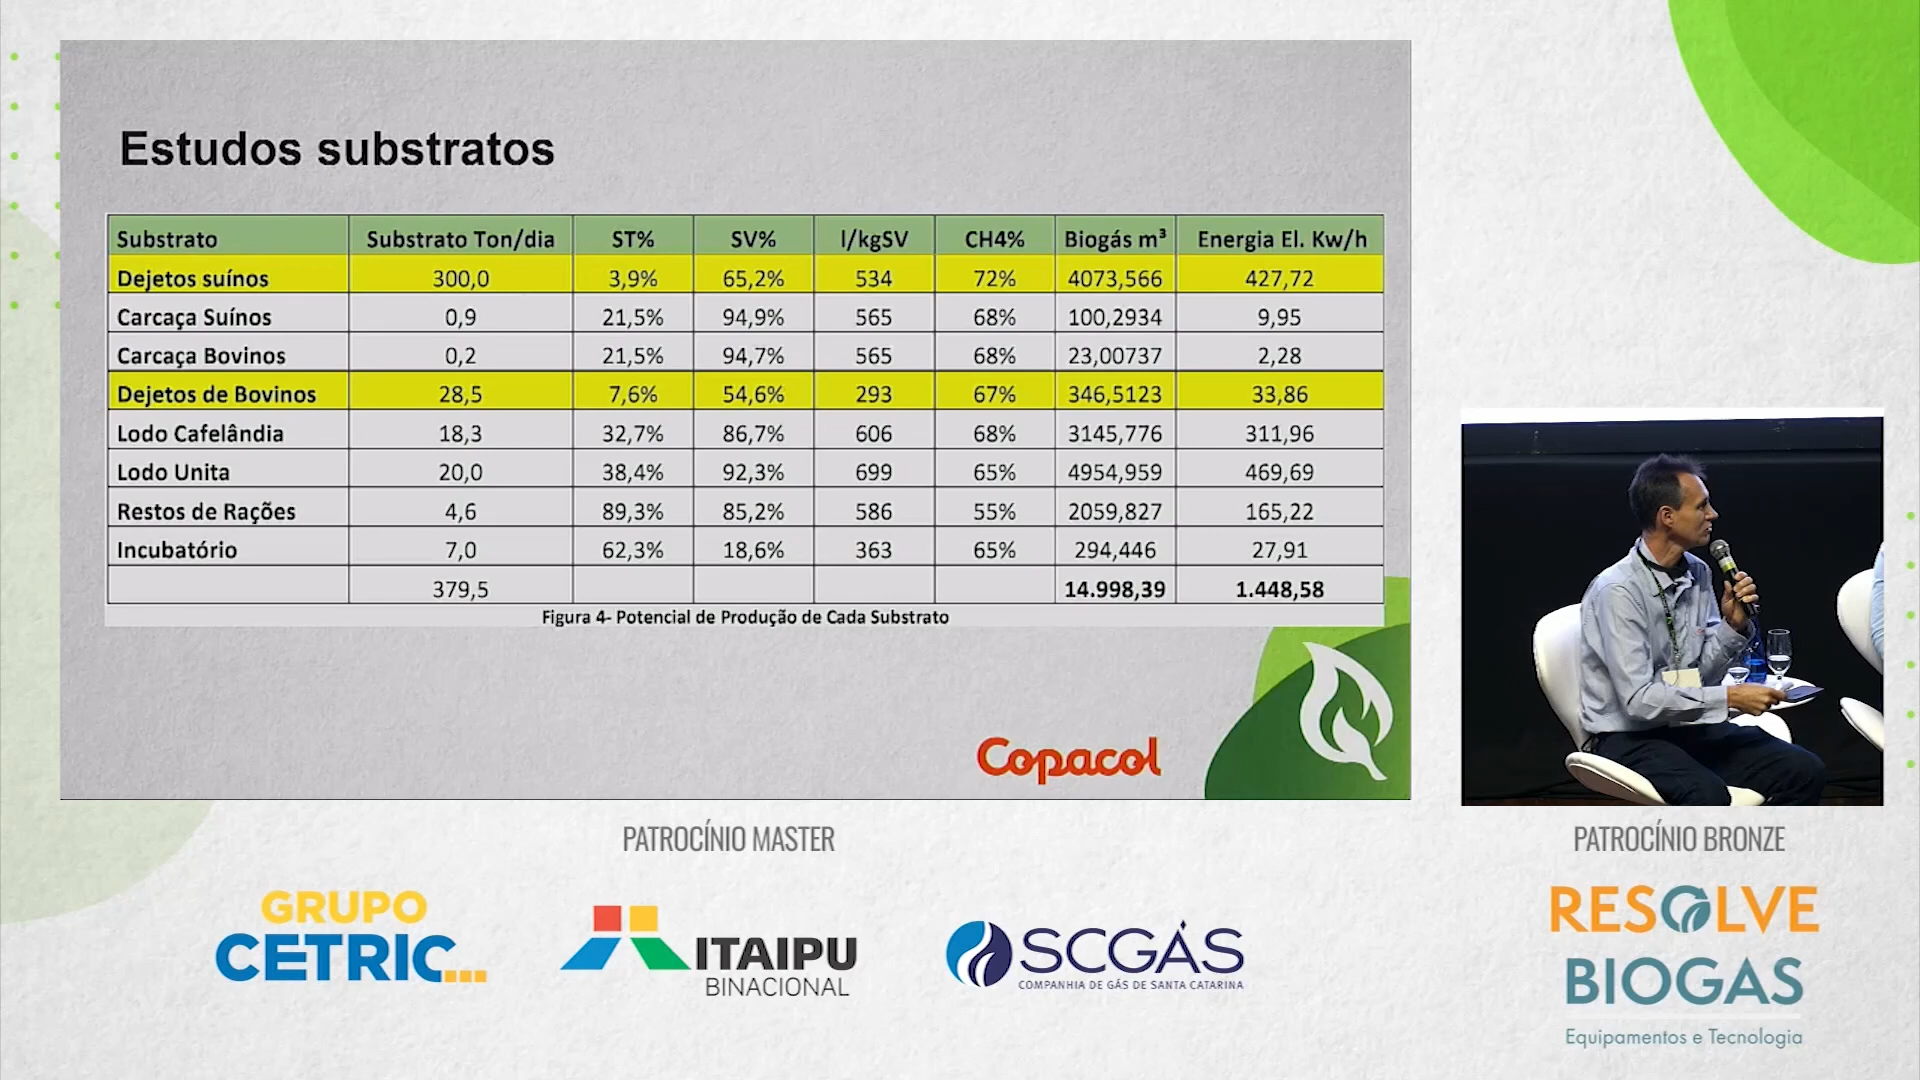 Estudos substratos
Substrato Substrato Ton/dia ST% SV% l/kgSV CH4% Biogás m³ Energia El. Kw/h
Dejetos suínos 300,0 3,9% 65,2% 534 72% 4073,566 427,72
Carcaça Suínos 0,9 21,5% 94,9% 565 68% 100,2934 9,95
Carcaça Bovinos 0,2 21,5% 94,7% 565 68% 23,00737 2,28
Dejetos de Bovinos 28,5 7,6% 54,6% 293 67% 346,5123 33,86
Lodo Cafelândia 18,3 32,7% 86,7% 606 68% 3145,776 311,96
Lodo Unita 20,0 38,4% 92,3% 699 65% 4954,959 469,69
Restos de Rações 4,6 89,3% 85,2% 586 55% 2059,827 165,22
Incubatório 7,0 62,3% 18,6% 363 65% 294,446 27,91
379,5 14.998,39 1.448,58
Figura 4- Potencial de Produção de Cada Substrato
Copacol
PATROCÍNIO MASTER
GRUPO
CETRIC...
ITAIPU
BINACIONAL
SCGÁS
COMPANHIA DE GÁS DE SANTA CATARINA
PATROCÍNIO BRONZE
RESOLVE
BIOGAS
Equipamentos e Tecnologia